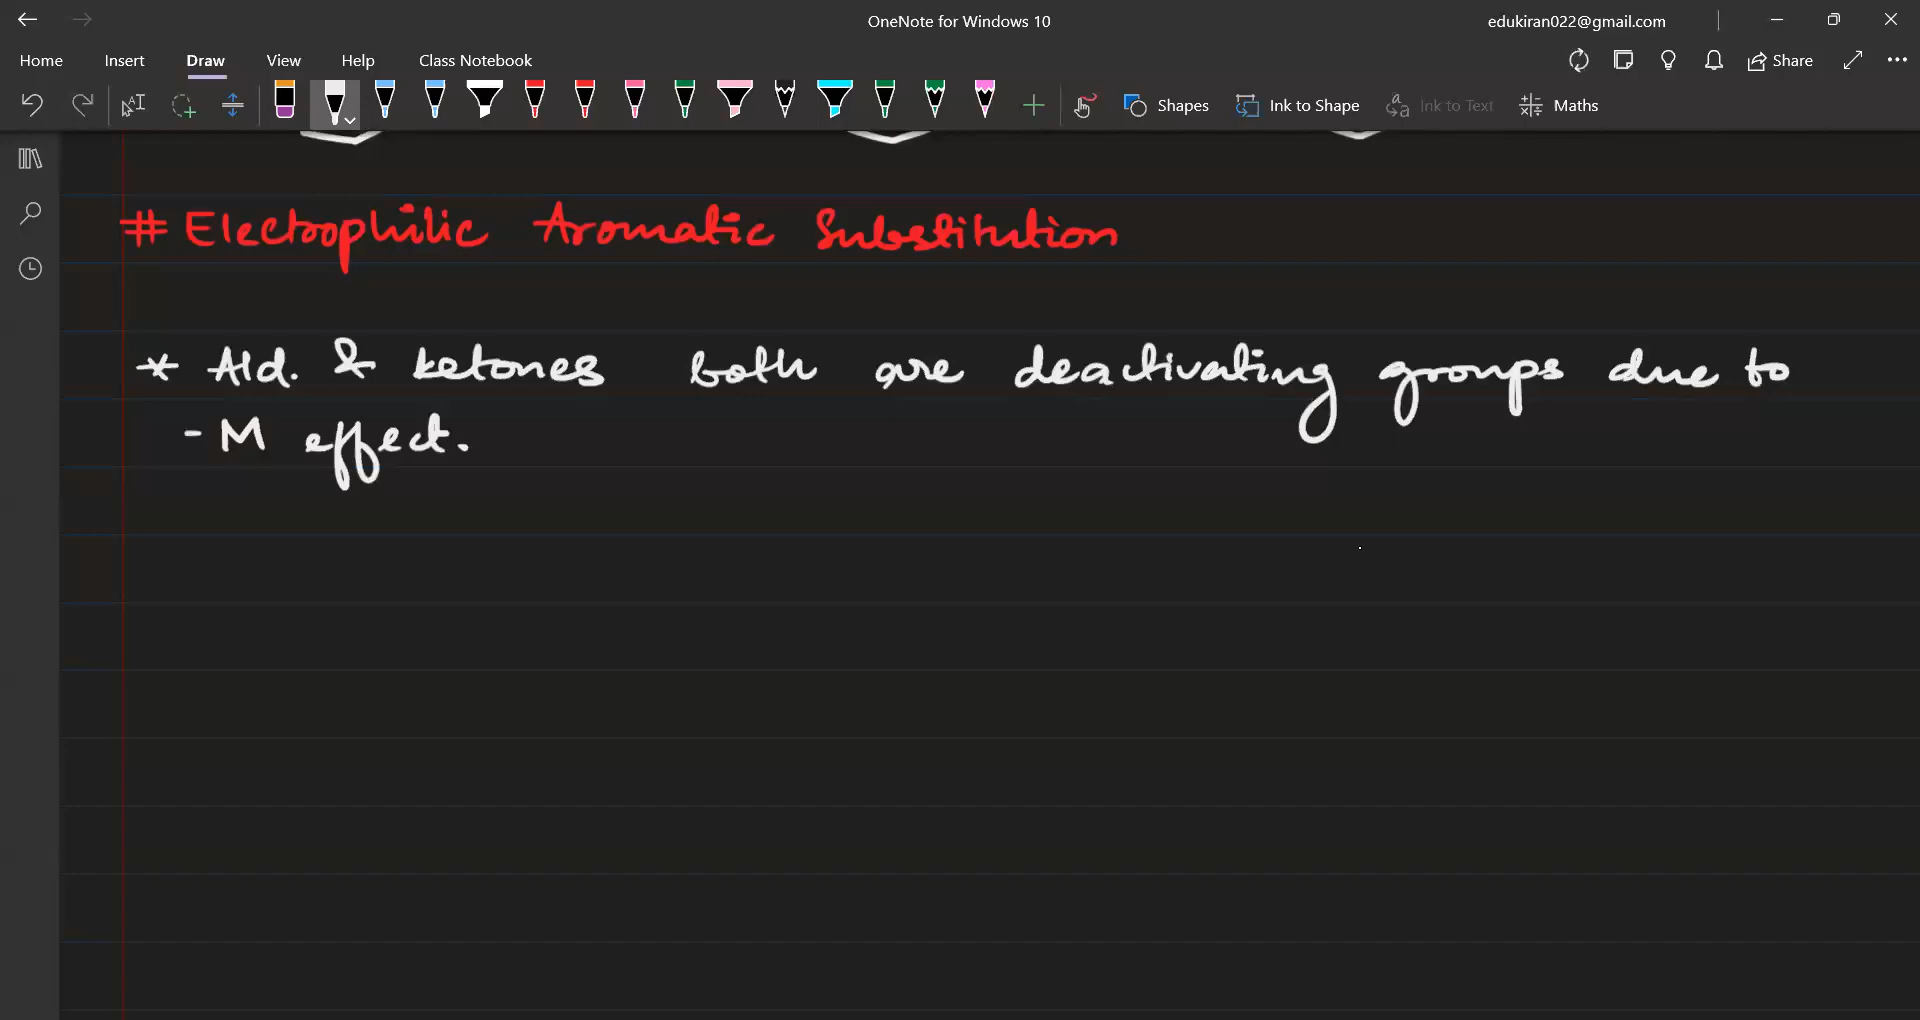 OneNote for Windows 10
edukiran022@gmail.com
Home Insert Draw View Help Class Notebook
Share
Shapes Ink to Shape Ink to Text Maths
# Electrophilic Aromatic Substitution
* Ald. & ketones both are deactivating groups due to
- M effect.